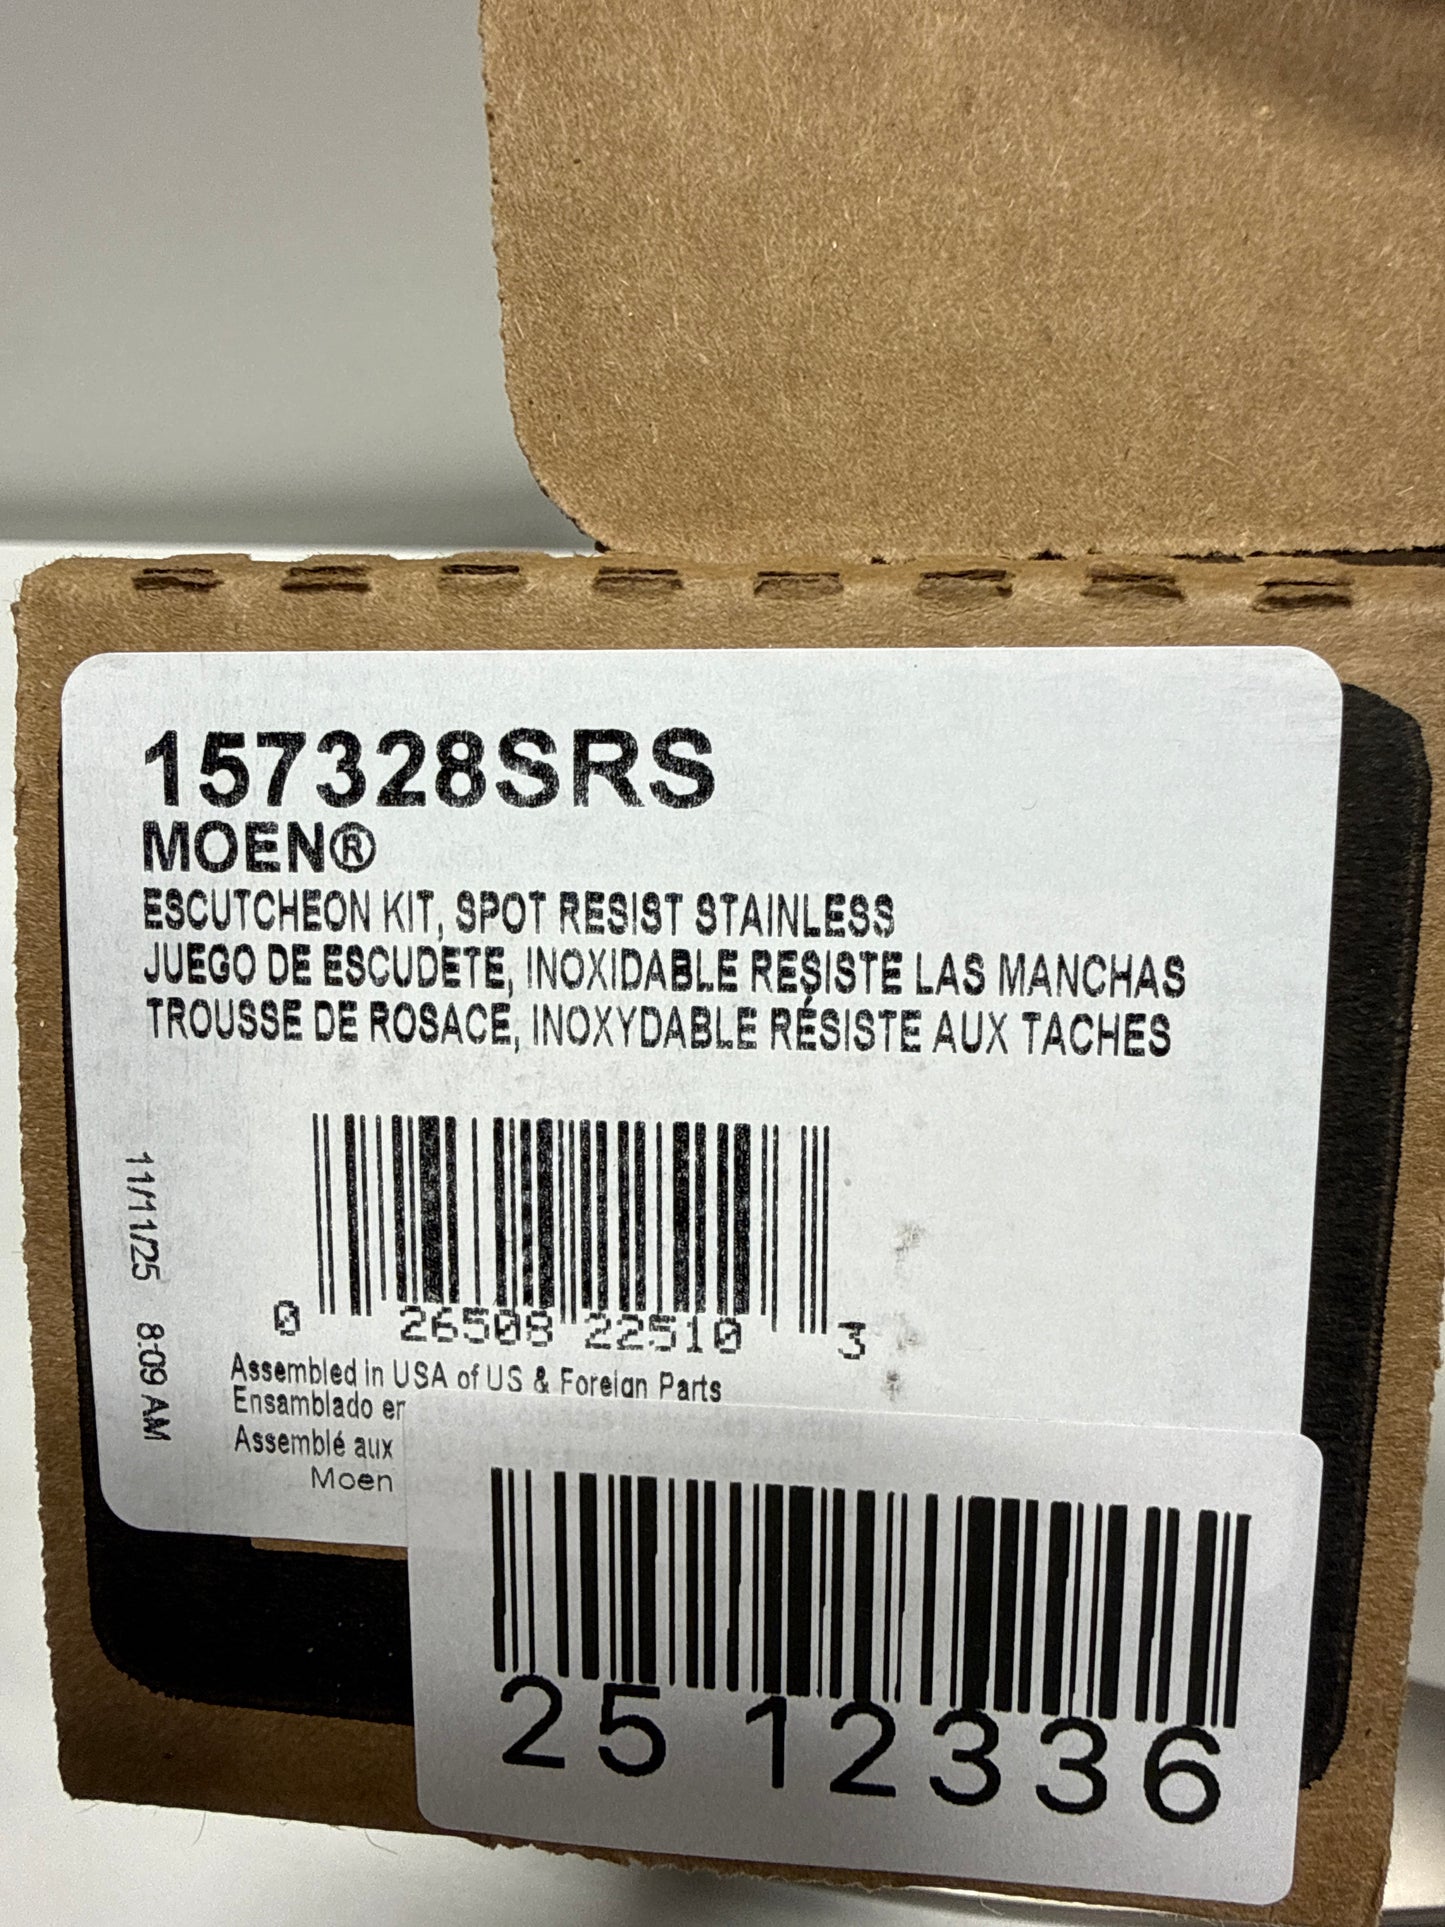 157328SRS
MOEN®
ESCUTCHEON KIT, SPOT RESIST STAINLESS
JUEGO DE ESCUDETE, INOXIDABLE RESISTE LAS MANCHAS
TROUSSE DE ROSACE, INOXYDABLE RÉSISTE AUX TACHES
11/11/25 8:09 AM
0 26508 22510 3
Assembled in USA of US & Foreign Parts
Ensamblado en
Assemblé aux
Moen
2512336